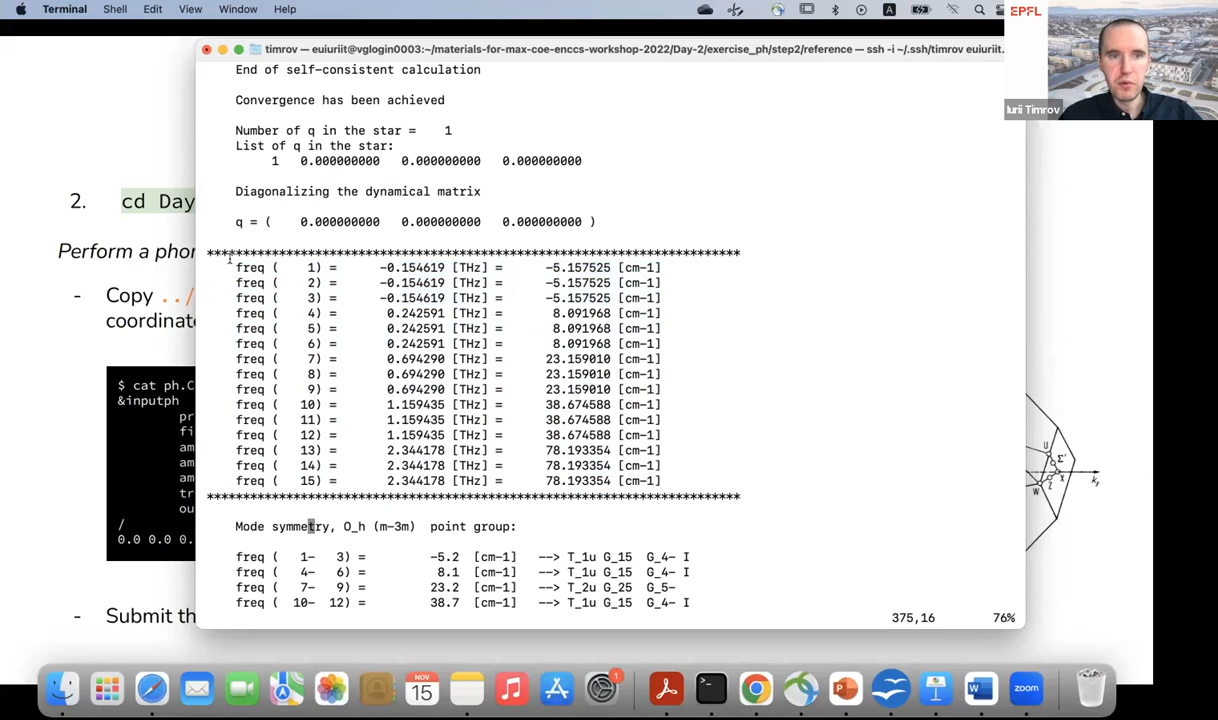 Terminal Shell Edit View Window Help
A
EPFL
timrov — euiuriit@vglogin0003:~/materials-for-max-coe-enccs-workshop-2022/Day-2/exercise_ph/step2/reference — ssh -i ~/.ssh/timrov euiuriit.
Iurii Timrov
End of self-consistent calculation
Convergence has been achieved
Number of q in the star = 1
List of q in the star:
1 0.000000000 0.000000000 0.000000000
Diagonalizing the dynamical matrix
q = ( 0.000000000 0.000000000 0.000000000 )
**************************************************************************
freq ( 1) = -0.154619 [THz] = -5.157525 [cm-1]
freq ( 2) = -0.154619 [THz] = -5.157525 [cm-1]
freq ( 3) = -0.154619 [THz] = -5.157525 [cm-1]
freq ( 4) = 0.242591 [THz] = 8.091968 [cm-1]
freq ( 5) = 0.242591 [THz] = 8.091968 [cm-1]
freq ( 6) = 0.242591 [THz] = 8.091968 [cm-1]
freq ( 7) = 0.694290 [THz] = 23.159010 [cm-1]
freq ( 8) = 0.694290 [THz] = 23.159010 [cm-1]
freq ( 9) = 0.694290 [THz] = 23.159010 [cm-1]
freq ( 10) = 1.159435 [THz] = 38.674588 [cm-1]
freq ( 11) = 1.159435 [THz] = 38.674588 [cm-1]
freq ( 12) = 1.159435 [THz] = 38.674588 [cm-1]
freq ( 13) = 2.344178 [THz] = 78.193354 [cm-1]
freq ( 14) = 2.344178 [THz] = 78.193354 [cm-1]
freq ( 15) = 2.344178 [THz] = 78.193354 [cm-1]
**************************************************************************
Mode symmetry, O_h (m-3m) point group:
freq ( 1- 3) = -5.2 [cm-1] --> T_1u G_15 G_4- I
freq ( 4- 6) = 8.1 [cm-1] --> T_1u G_15 G_4- I
freq ( 7- 9) = 23.2 [cm-1] --> T_2u G_25 G_5-
freq ( 10- 12) = 38.7 [cm-1] --> T_1u G_15 G_4- I
375,16 76%
2. cd Day
Perform a phon
- Copy ../
coordinate
$ cat ph.C
&inputph
pr
fi
am
am
tr
ou
/
0.0 0.0 0.
- Submit th
U
Σ'
W
Z
X
NOV
15
1
zoom